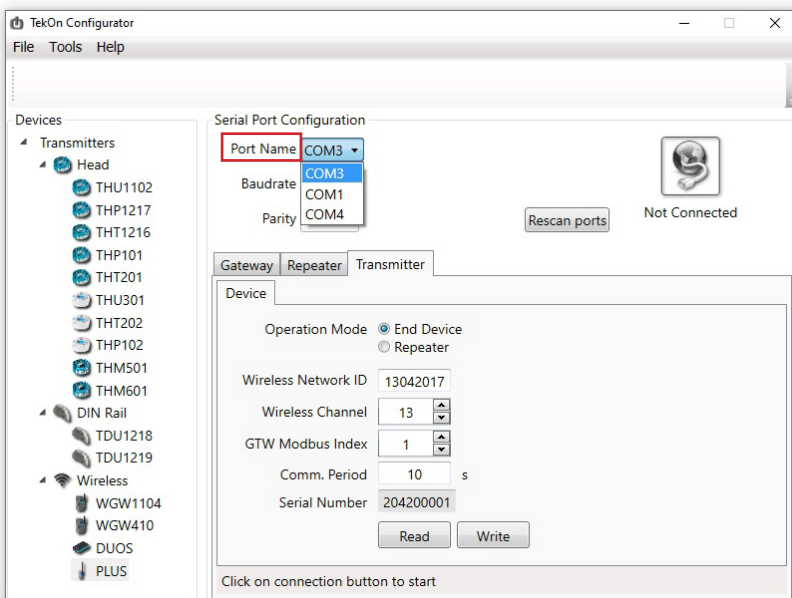 TekOn Configurator
File Tools Help
Devices
Transmitters
Head
THU1102
THP1217
THT1216
THP101
THT201
THU301
THT202
THP102
THM501
THM601
DIN Rail
TDU1218
TDU1219
Wireless
WGW1104
WGW410
DUOS
PLUS
Serial Port Configuration
Port Name COM3
COM3
COM1
COM4
Baudrate
Parity
Rescan ports
Not Connected
Gateway Repeater Transmitter
Device
Operation Mode End Device
Repeater
Wireless Network ID 13042017
Wireless Channel 13
GTW Modbus Index 1
Comm. Period 10 s
Serial Number 204200001
Read Write
Click on connection button to start